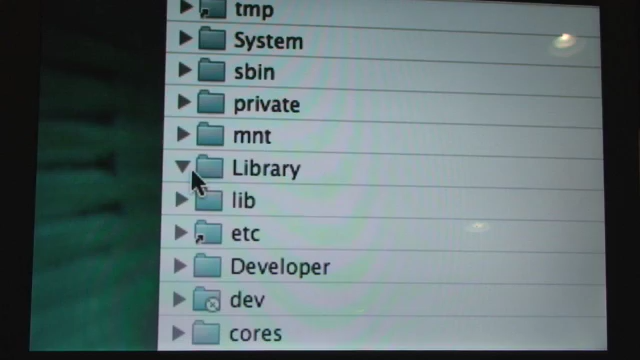 tmp
System
sbin
private
mnt
Library
lib
etc
Developer
dev
cores